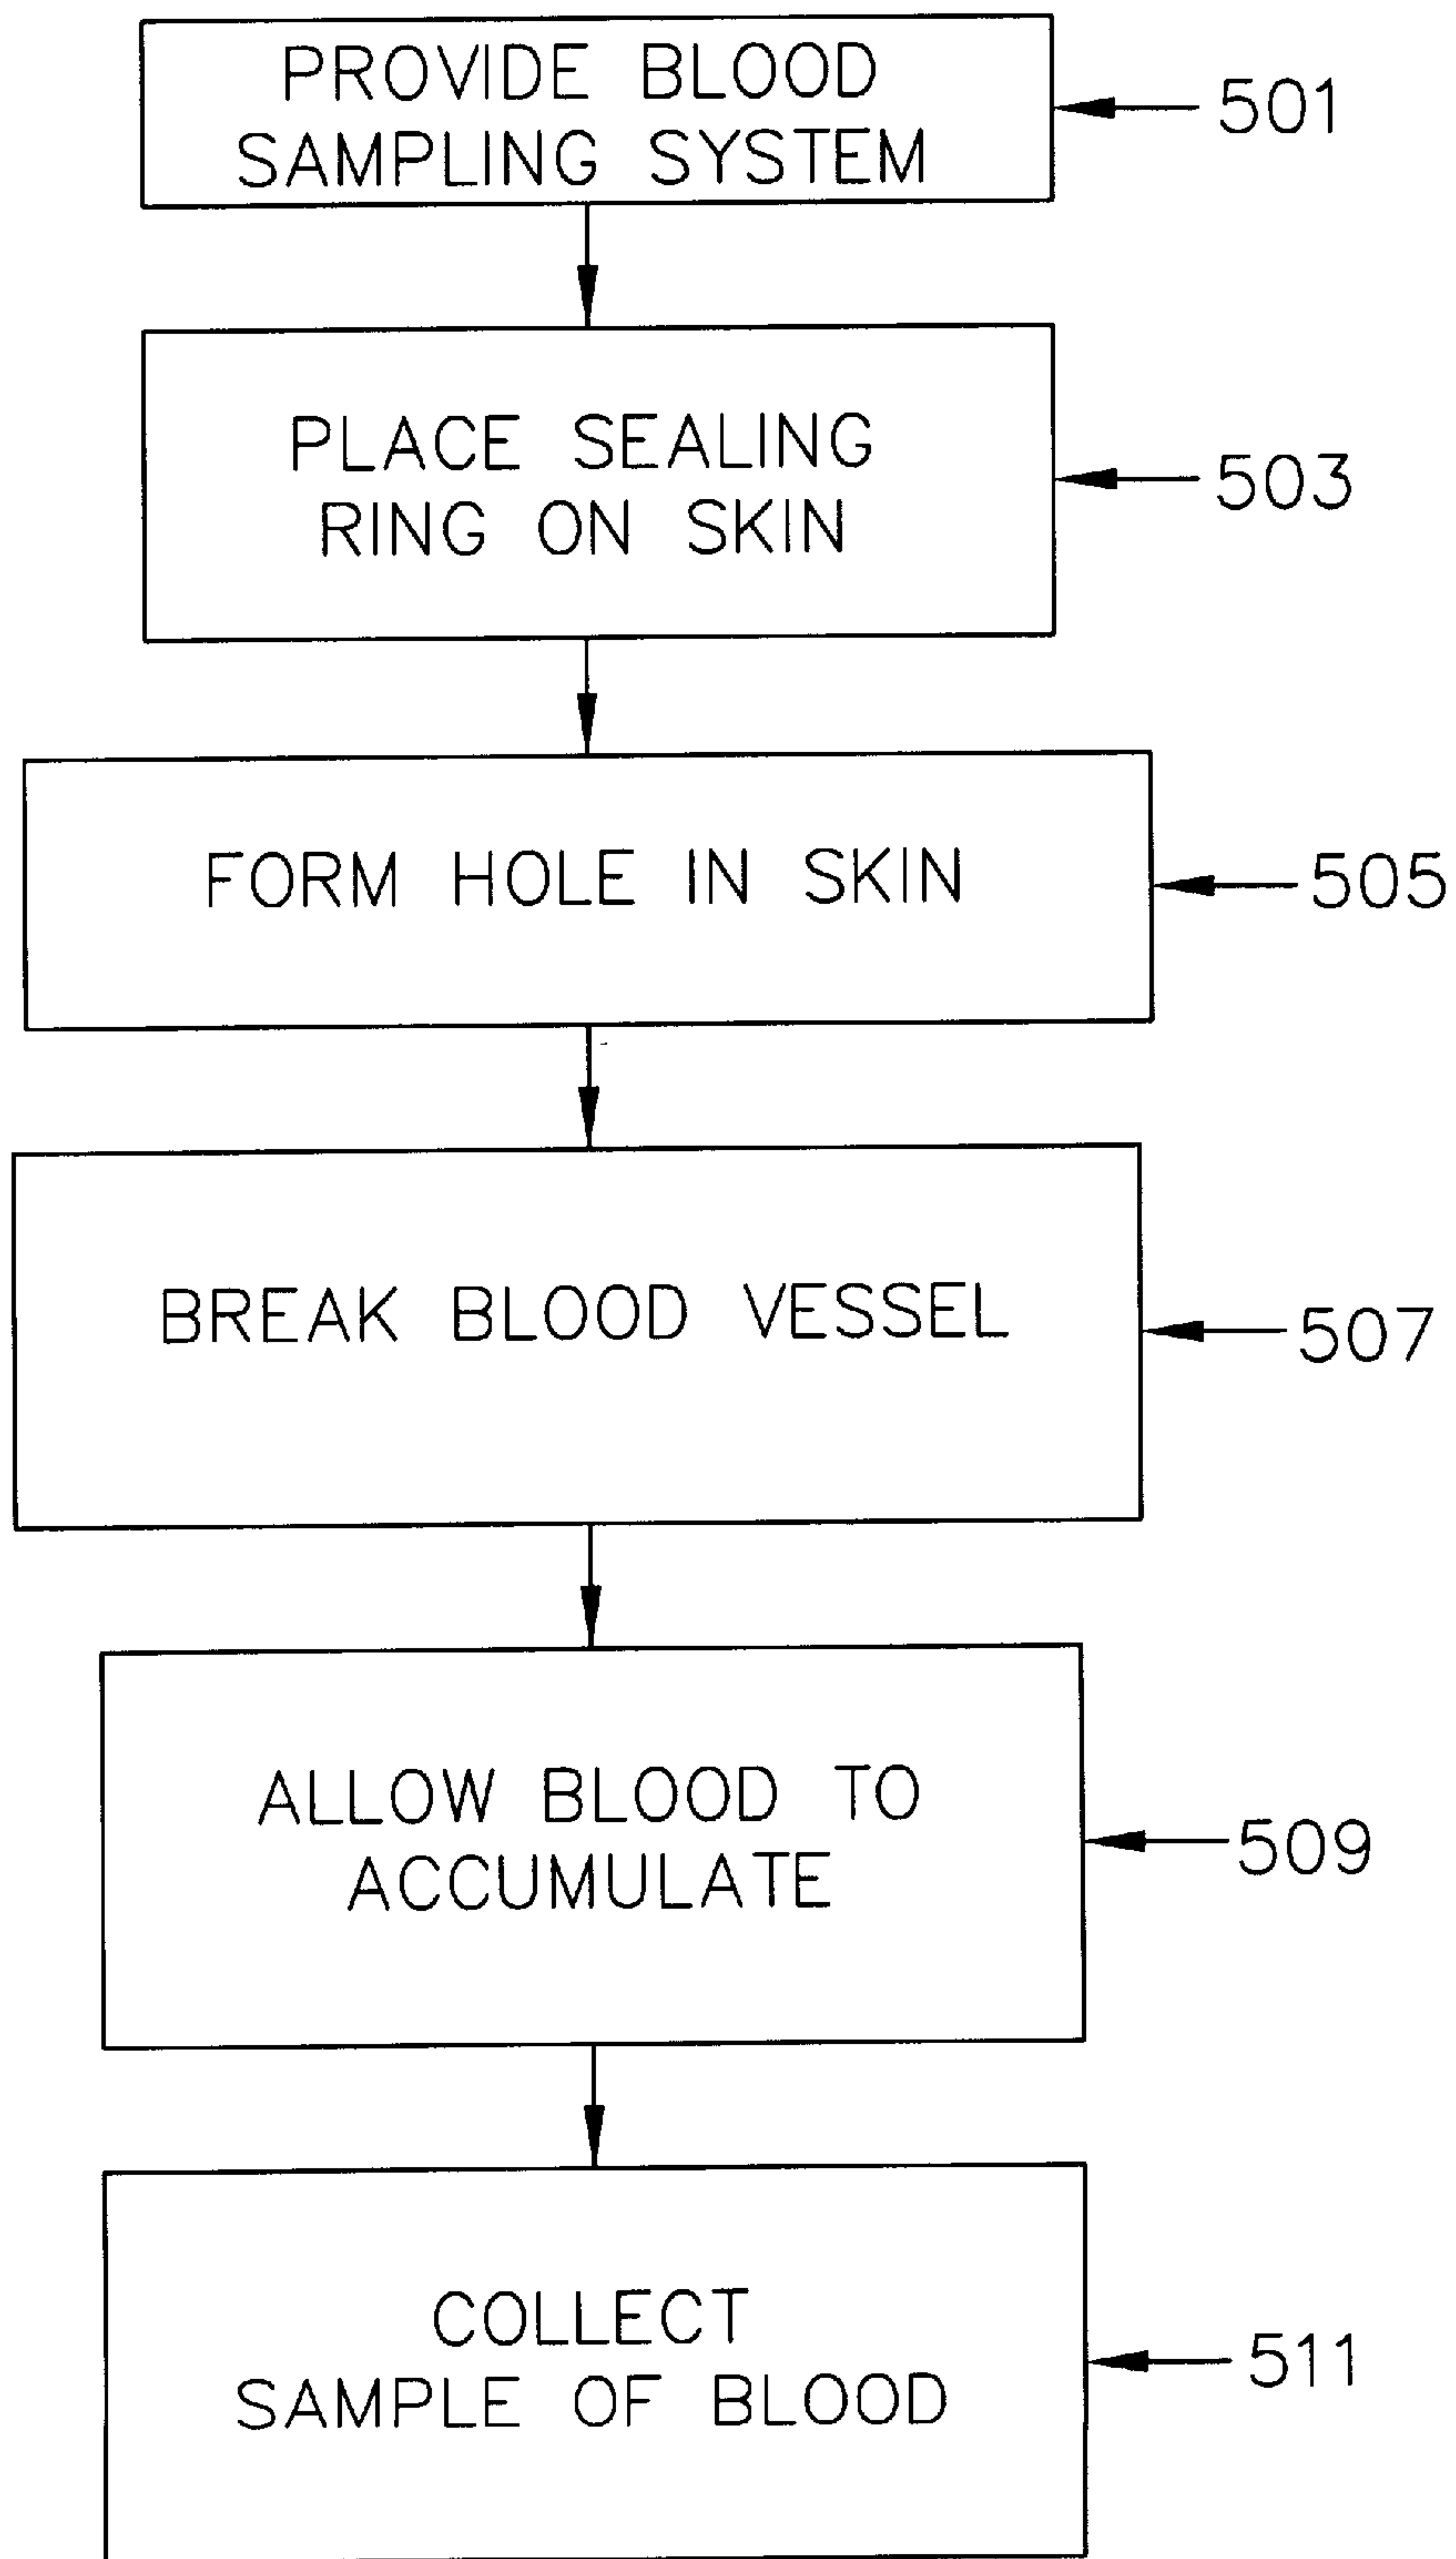 PROVIDE BLOOD
SAMPLING SYSTEM
501
PLACE SEALING
RING ON SKIN
503
FORM HOLE IN SKIN
505
BREAK BLOOD VESSEL
507
ALLOW BLOOD TO
ACCUMULATE
509
COLLECT
SAMPLE OF BLOOD
511